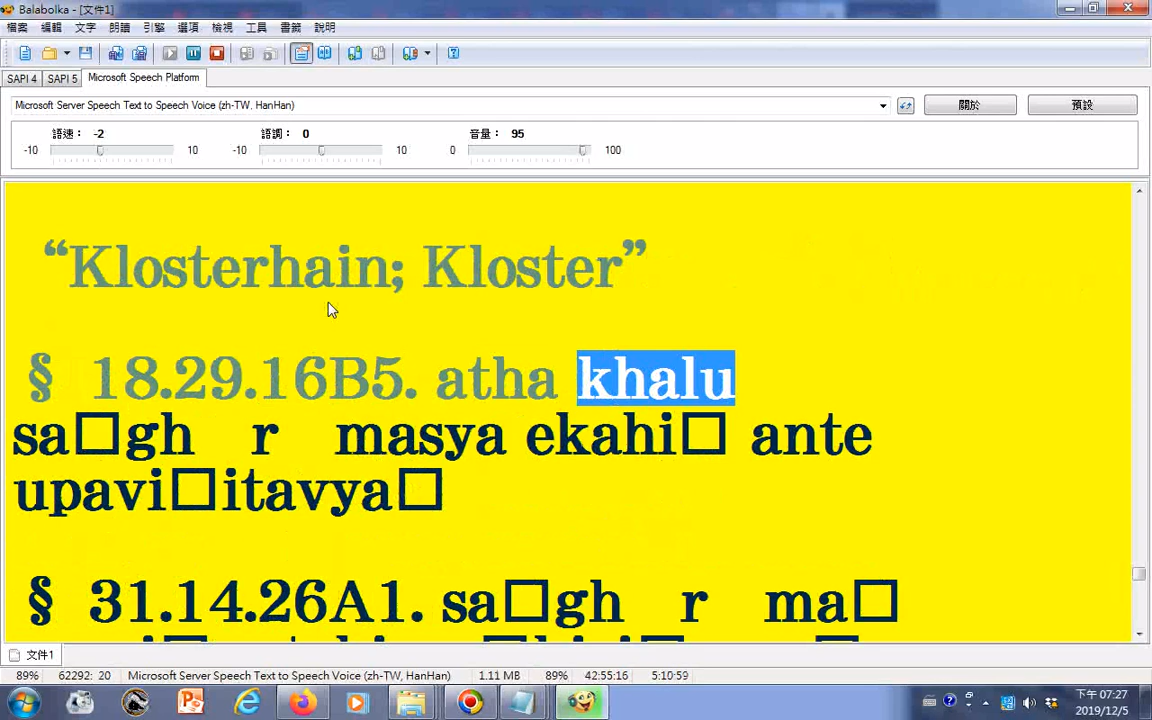 Balabolka - [文件1]
檔案 編輯 文字 朗讀 引擎 選項 檢視 工具 書籤 說明
SAPI 4 SAPI 5 Microsoft Speech Platform
Microsoft Server Speech Text to Speech Voice (zh-TW, HanHan) 關於 預設
語速： -2 語調： 0 音量： 95
-10 10 -10 10 0 100
“Klosterhain; Kloster”
§ 18.29.16B5. atha khalu
sa□gh r masya ekahi□ ante
upavi□itavya□
§ 31.14.26A1. sa□gh r ma□
文件1
89% 62292: 20 Microsoft Server Speech Text to Speech Voice (zh-TW, HanHan) 1.11 MB 89% 42:55:16 5:10:59
下午 07:27
2019/12/5